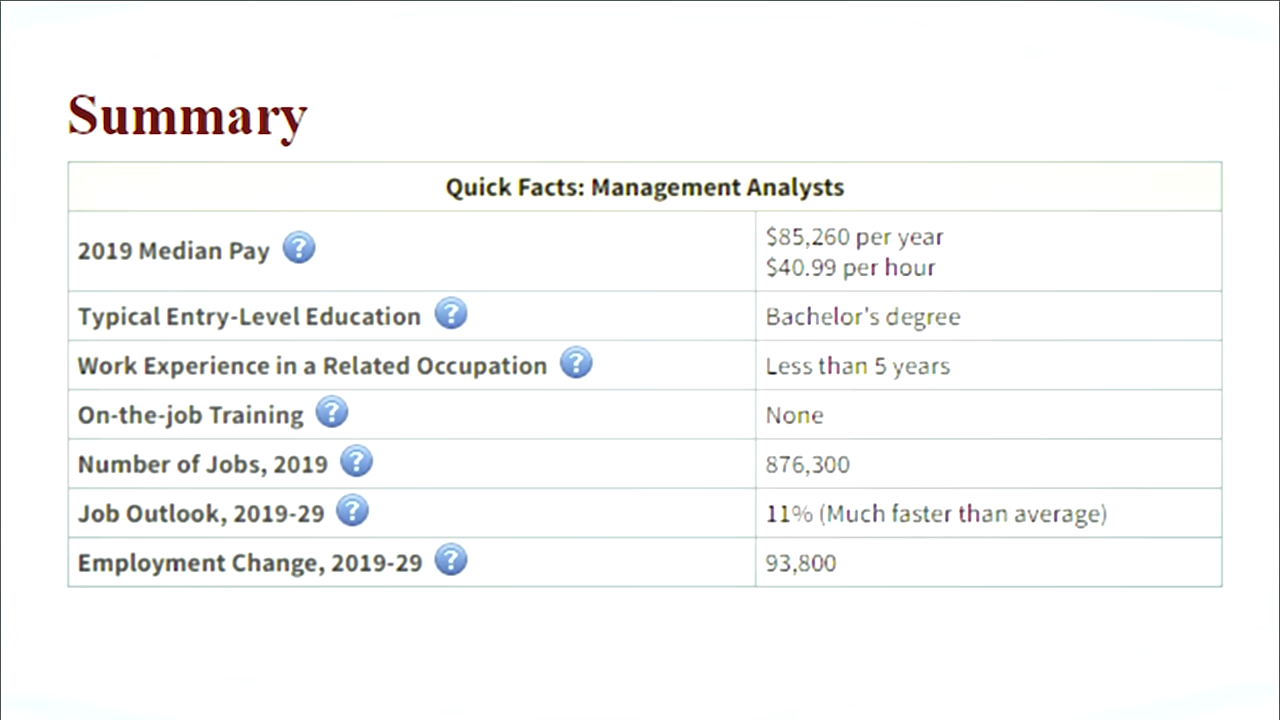 Summary
Quick Facts: Management Analysts
2019 Median Pay ?
$85,260 per year
$40.99 per hour
Typical Entry-Level Education ?
Bachelor's degree
Work Experience in a Related Occupation ?
Less than 5 years
On-the-job Training ?
None
Number of Jobs, 2019 ?
876,300
Job Outlook, 2019-29 ?
11% (Much faster than average)
Employment Change, 2019-29 ?
93,800